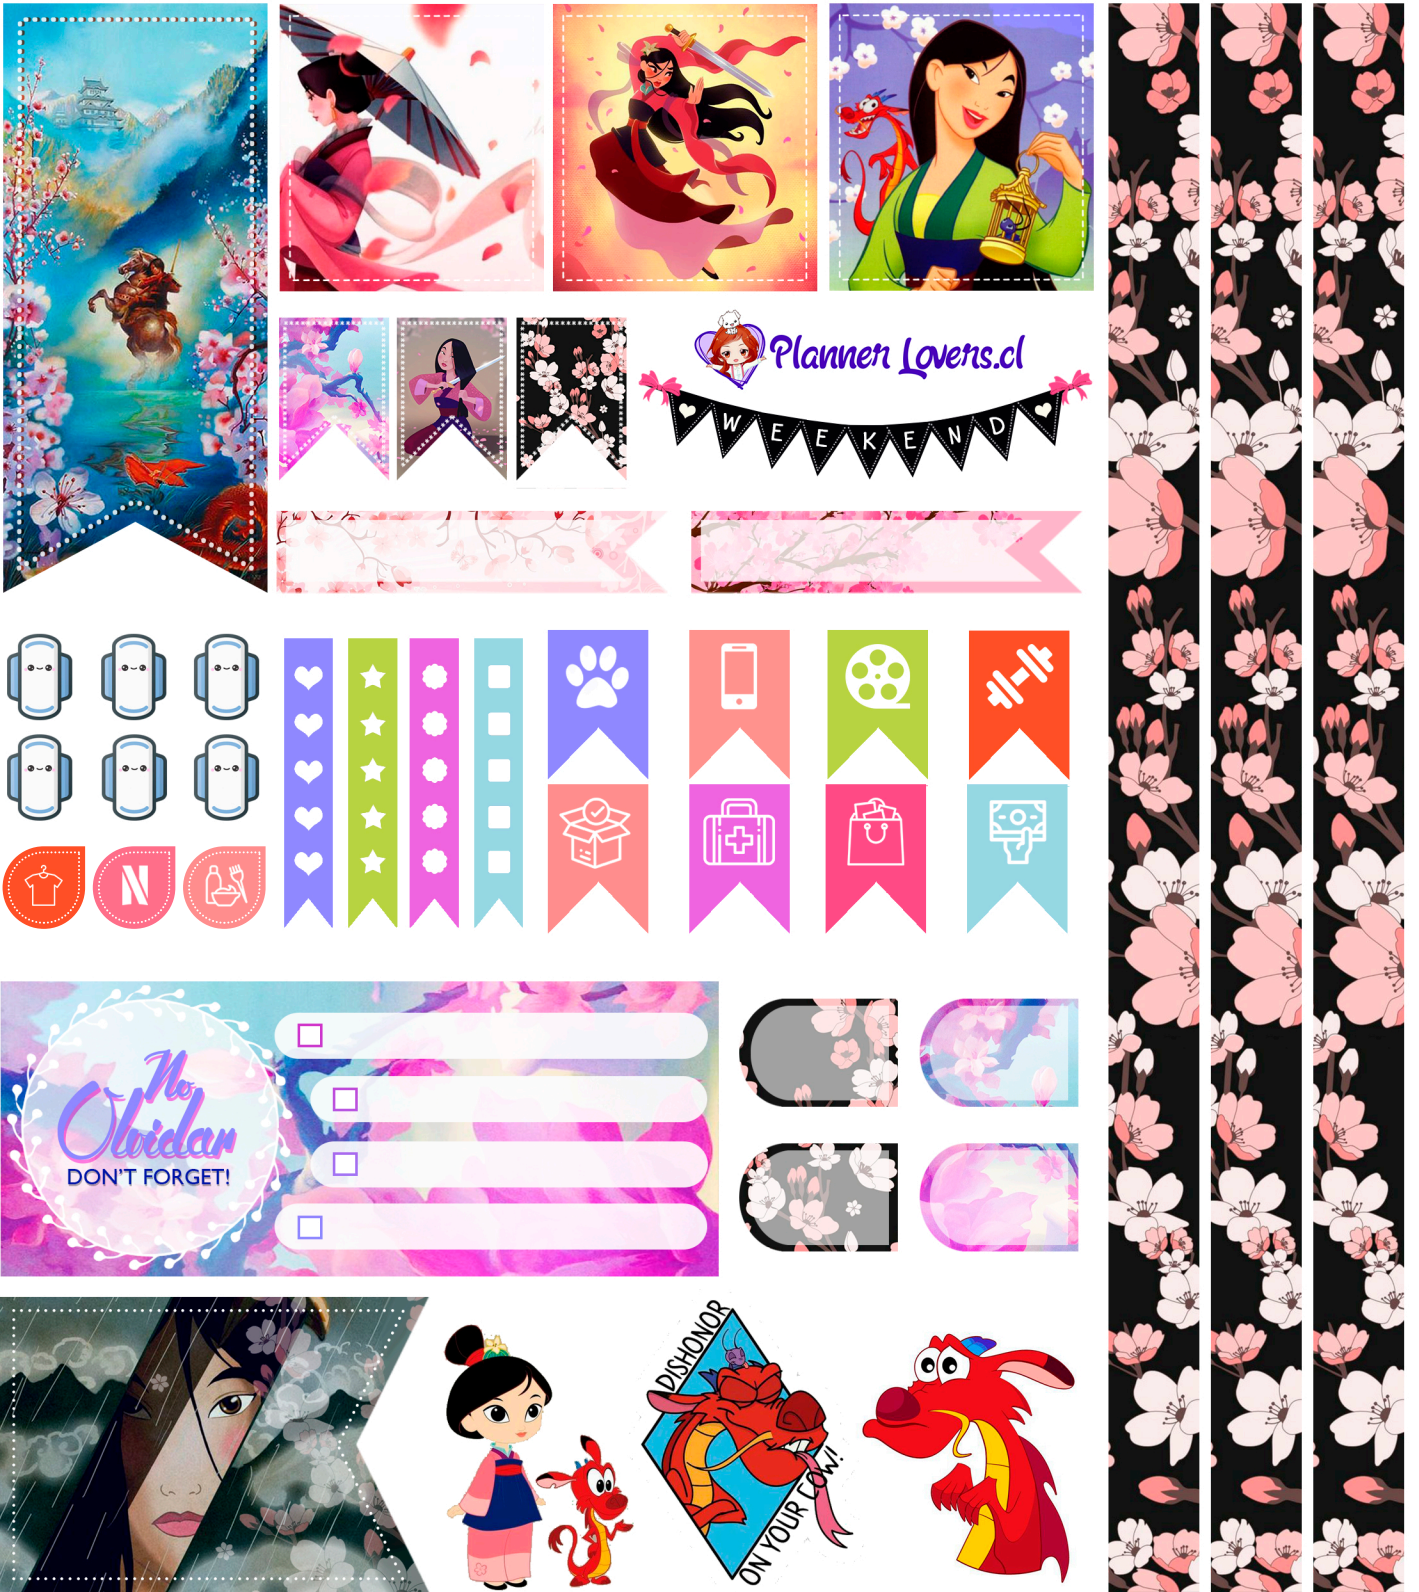 Planner Lovers.cl
WEEKEND
N
No
Olvidar
DON'T FORGET!
DISHONOR
ON YOUR COW!